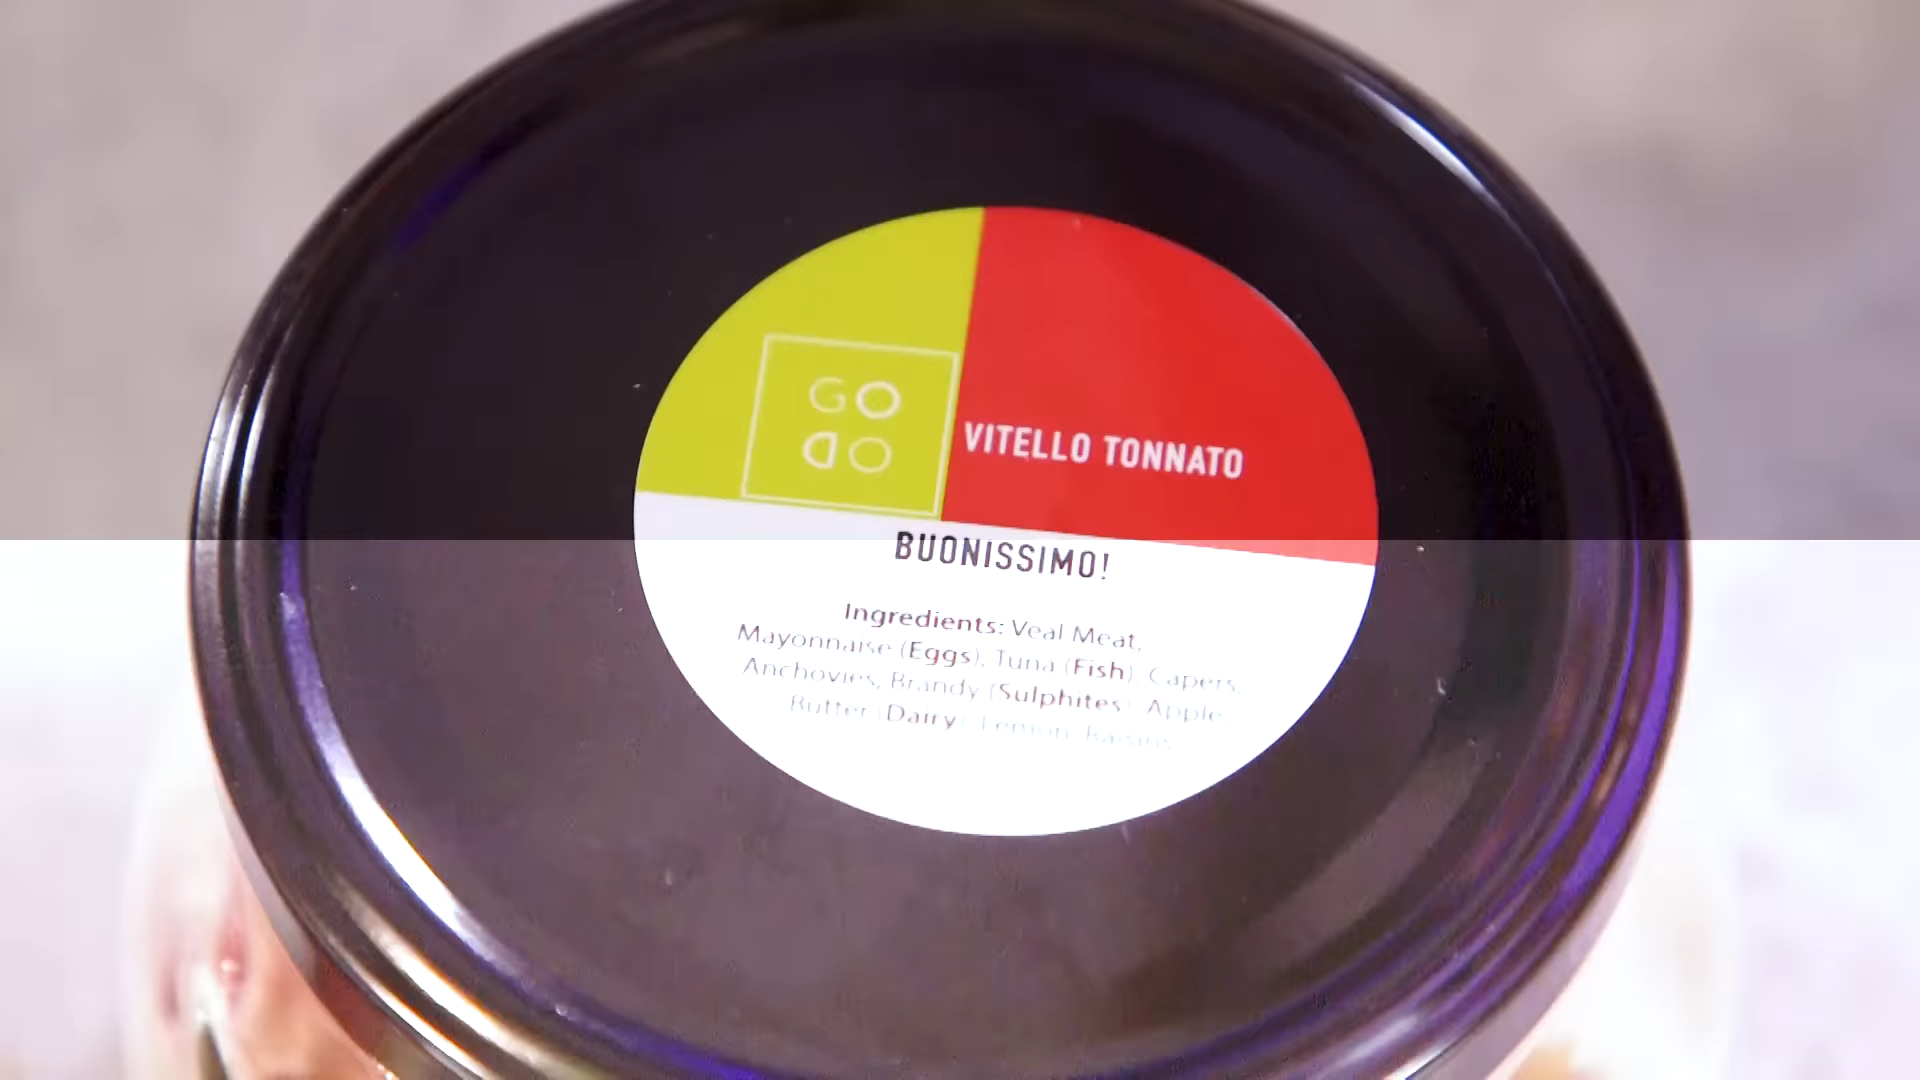 GO
DO
VITELLO TONNATO
BUONISSIMO!
Ingredients: Veal Meat,
Mayonnaise (Eggs), Tuna (Fish), Capers,
Anchovies, Brandy (Sulphites), Apple,
Butter (Dairy), Lemon, Raisins